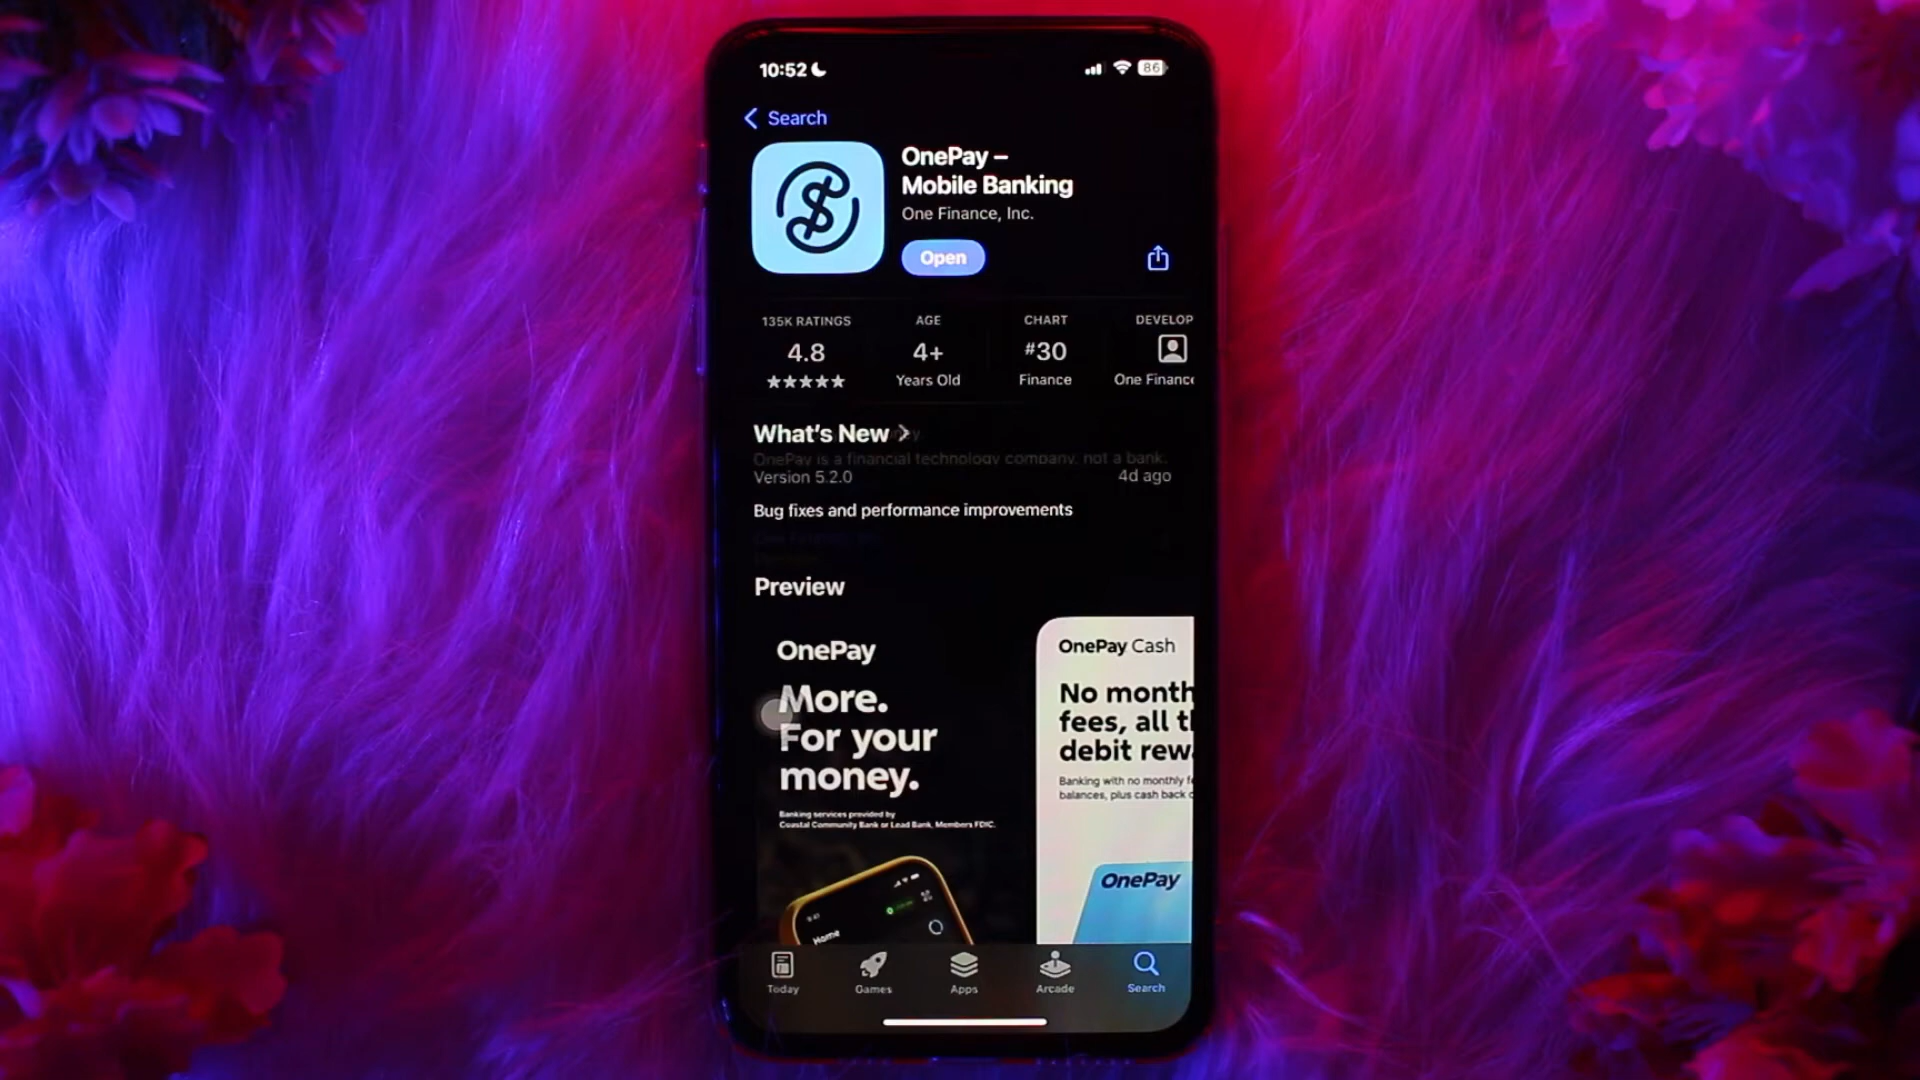 10:52
86
Search
OnePay –
Mobile Banking
One Finance, Inc.
Open
135K RATINGS
4.8
AGE
4+
Years Old
CHART
#30
Finance
DEVELOP
One Finance
What's New
OnePay is a financial technology company, not a bank.
Version 5.2.0
4d ago
Bug fixes and performance improvements
Preview
OnePay
More.
For your
money.
Banking services provided by
Coastal Community Bank or Lead Bank, Members FDIC.
9:41
Home
OnePay Cash
No month
fees, all t
debit rew
Banking with no monthly f
balances, plus cash back
OnePay
Today
Games
Apps
Arcade
Search